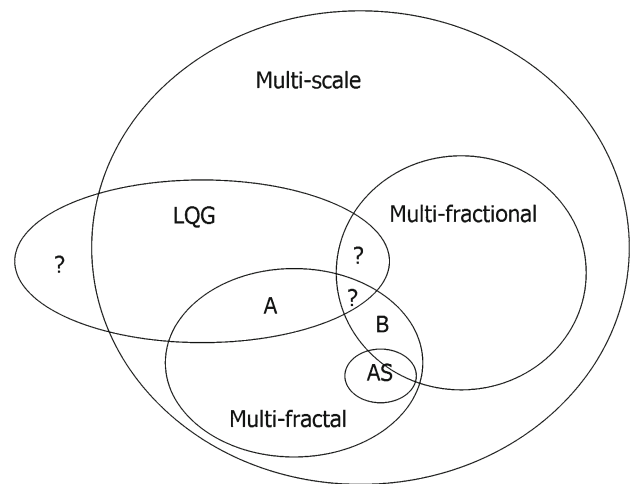 Multi-scale
LQG
Multi-fractional
?
?
?
A
B
AS
Multi-fractal